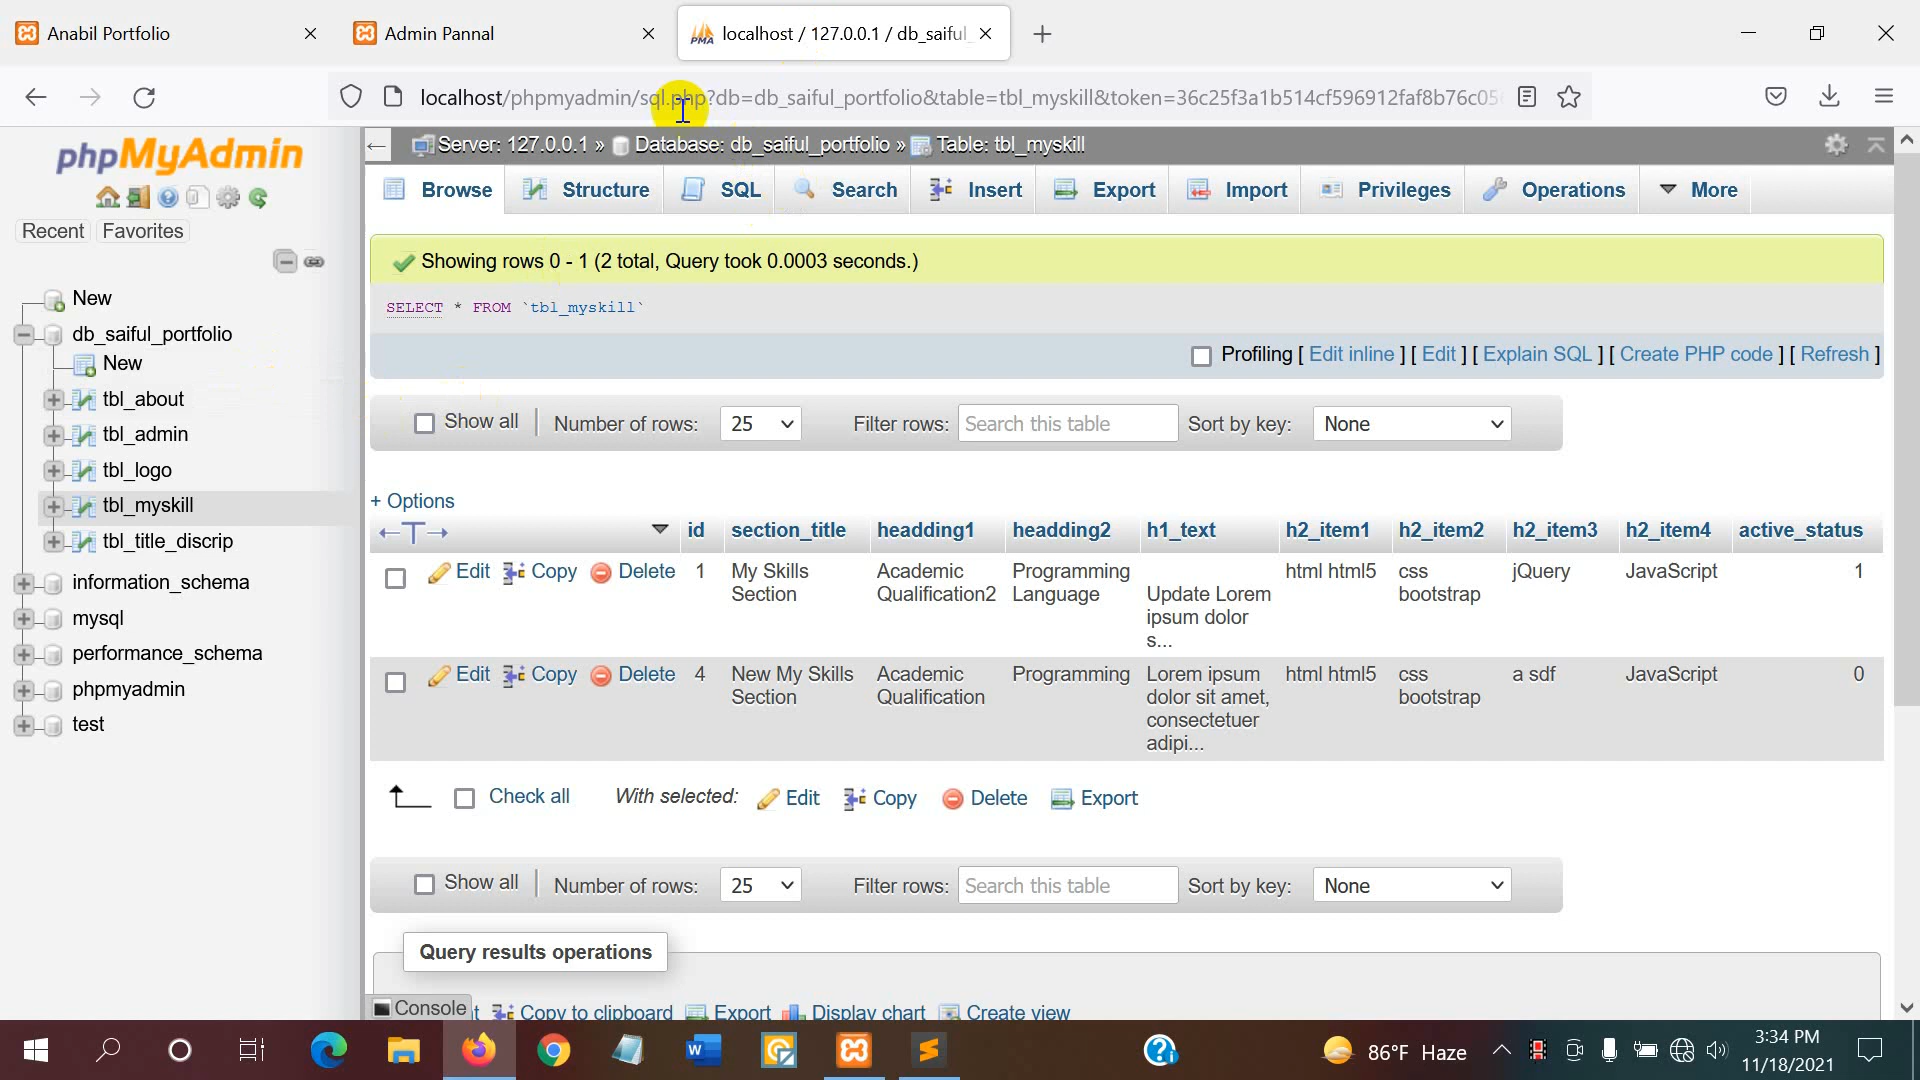 Anabil Portfolio
Admin Pannal
PMA localhost / 127.0.0.1 / db_saiful_
localhost/phpmyadmin/sql.php?db=db_saiful_portfolio&table=tbl_myskill&token=36c25f3a1b514cf596912faf8b76c05
phpMyAdmin
Recent Favorites
New
db_saiful_portfolio
New
tbl_about
tbl_admin
tbl_logo
tbl_myskill
tbl_title_discrip
information_schema
mysql
performance_schema
phpmyadmin
test
Server: 127.0.0.1 » Database: db_saiful_portfolio » Table: tbl_myskill
Browse Structure SQL Search Insert Export Import Privileges Operations More
Showing rows 0 - 1 (2 total, Query took 0.0003 seconds.)
SELECT * FROM `tbl_myskill`
Profiling [ Edit inline ] [ Edit ] [ Explain SQL ] [ Create PHP code ] [ Refresh ]
Show all Number of rows: 25 Filter rows: Search this table Sort by key: None
+ Options
id section_title headding1 headding2 h1_text h2_item1 h2_item2 h2_item3 h2_item4 active_status
Edit Copy Delete 1 My Skills Academic Programming html html5 css jQuery JavaScript 1
Section Qualification2 Language Update Lorem bootstrap
ipsum dolor
s...
Edit Copy Delete 4 New My Skills Academic Programming Lorem ipsum html html5 css a sdf JavaScript 0
Section Qualification dolor sit amet, bootstrap
consectetuer
adipi...
Check all With selected: Edit Copy Delete Export
Show all Number of rows: 25 Filter rows: Search this table Sort by key: None
Query results operations
Console t Copy to clipboard Export Display chart Create view
86°F Haze
3:34 PM
11/18/2021